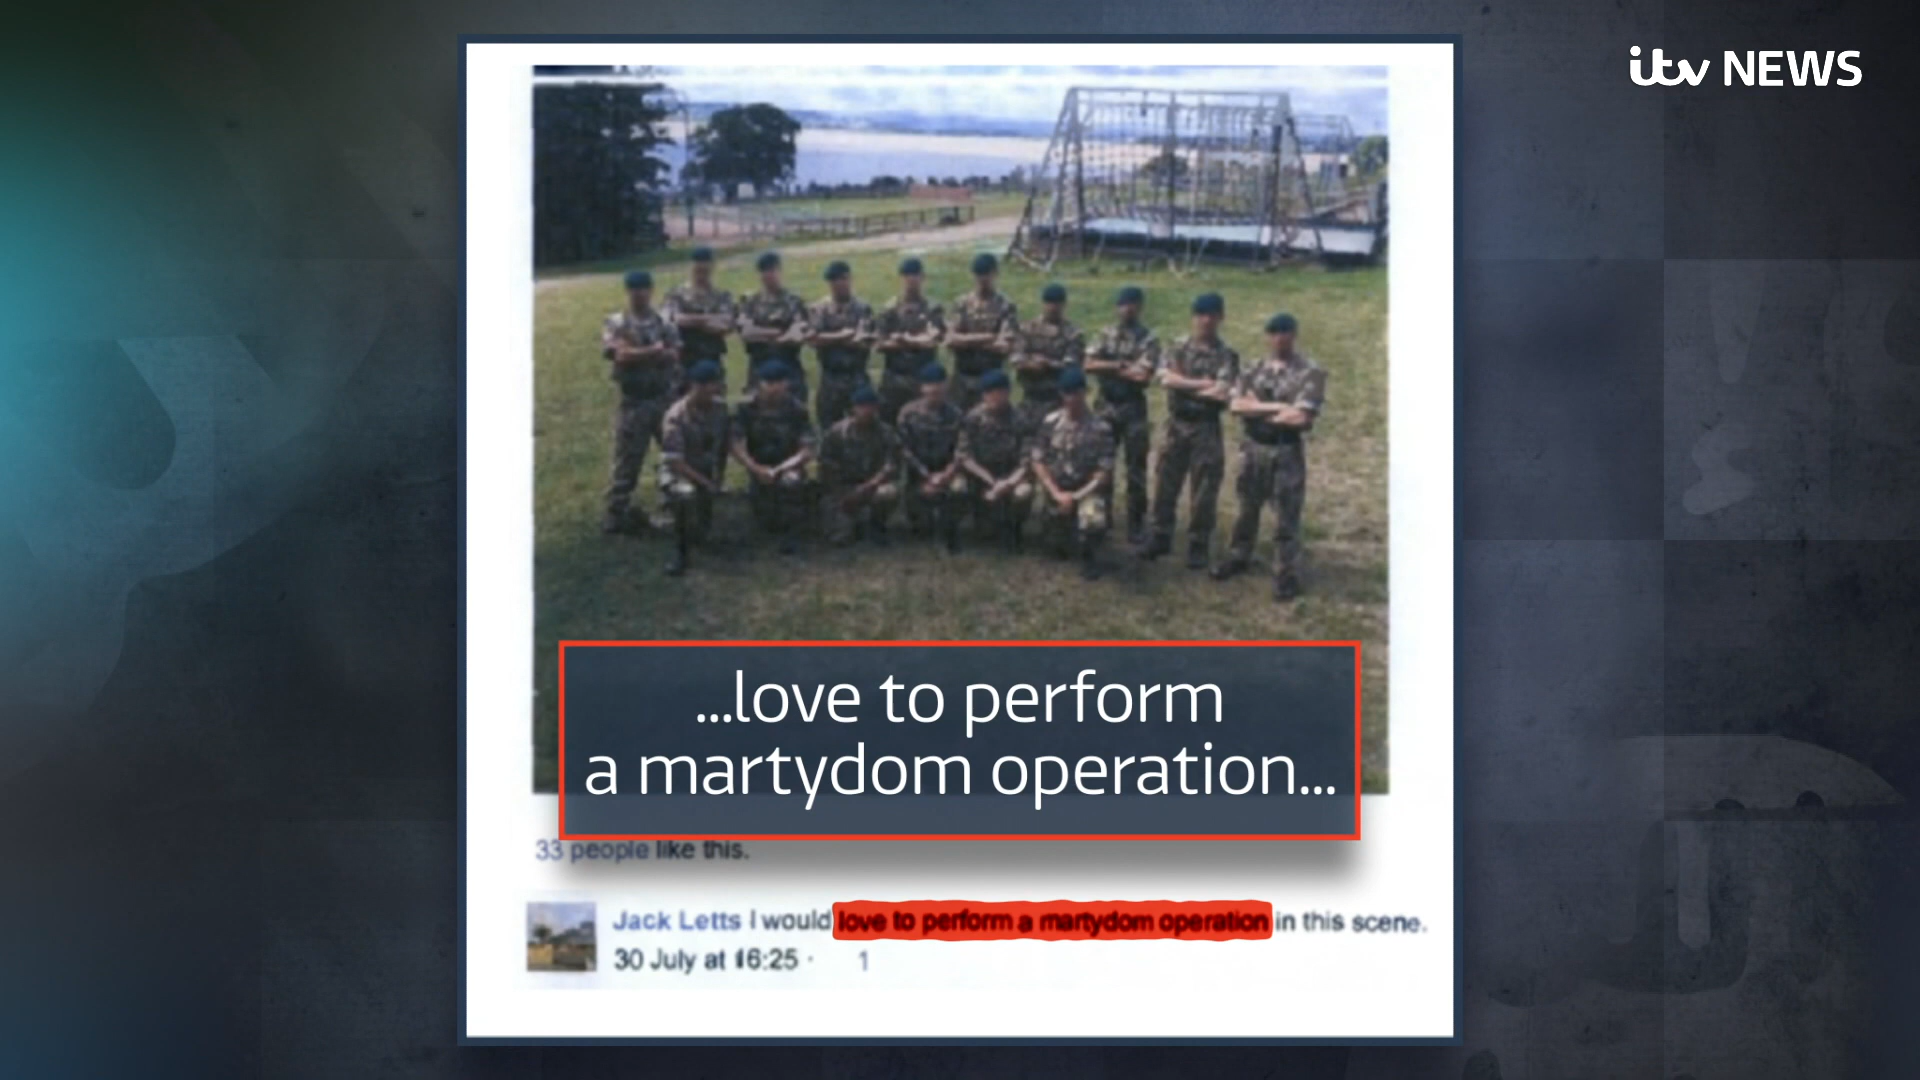 itv NEWS
...love to perform
a martydom operation...
33 people like this.
Jack Letts I would love to perform a martydom operation in this scene.
30 July at 16:25 · 1